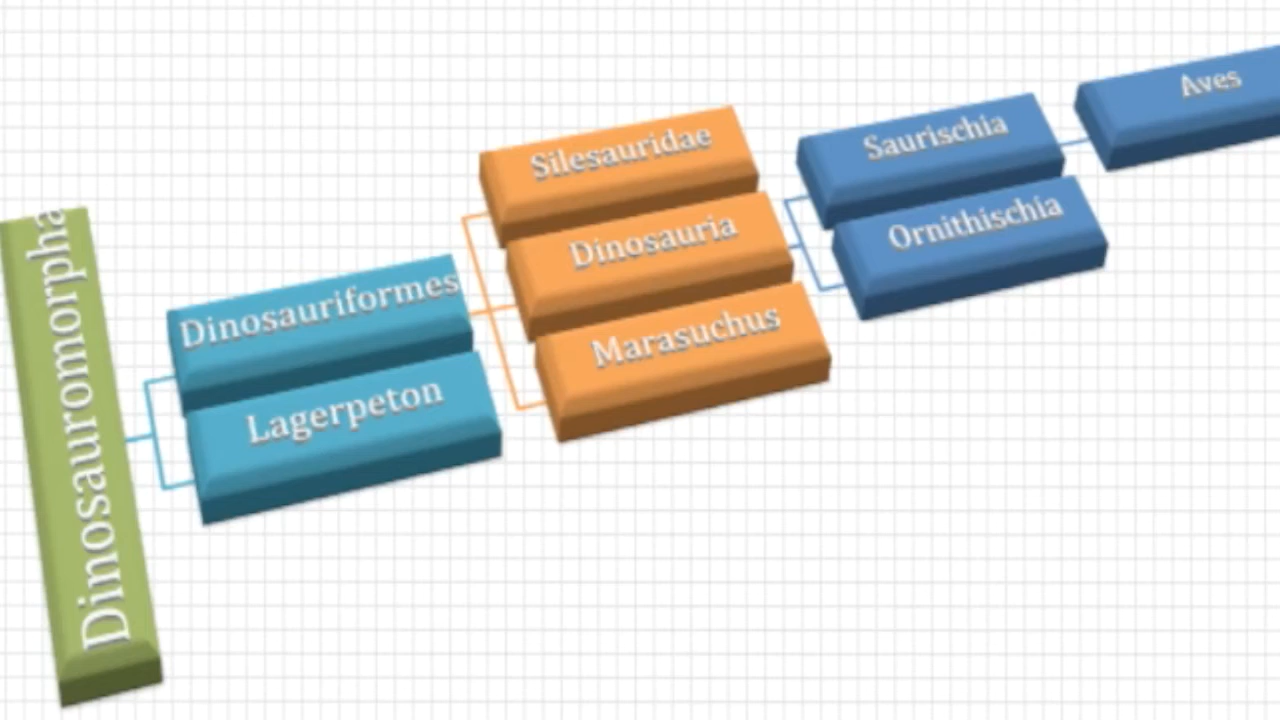 Dinosauromorpha
Dinosauriformes
Lagerpeton
Silesauridae
Dinosauria
Marasuchus
Saurischia
Ornithischia
Aves